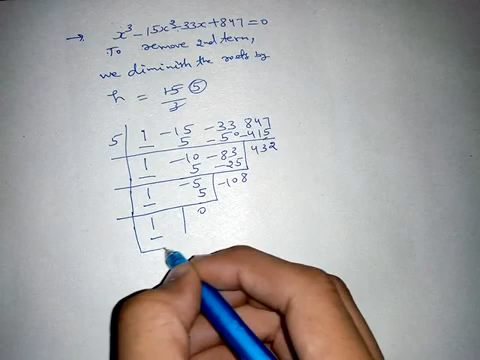 → x³ - 15x² - 33x + 847 = 0
To remove 2nd term,
we diminish the roots by
h = 15/3 5
5 | 1 -15 -33 847
— 5 -50 -415
1 -10 -83 432
— 5 -25
1 -5 -108
— 5
1 0
—